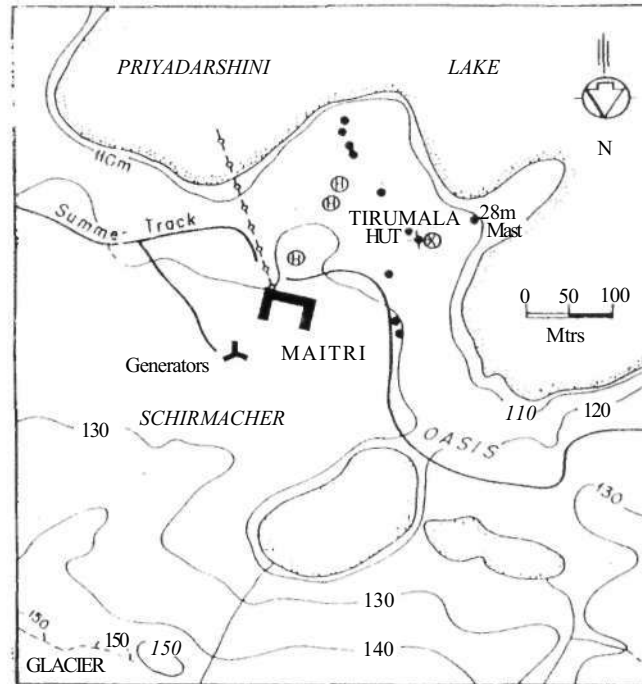 PRIYADARSHINI LAKE
N
110m
Summer Track
H
H
H
TIRUMALA
HUT
X
28m
Mast
0 50 100
Mtrs
MAITRI
Generators
SCHIRMACHER
110
120
130
OASIS
130
130
140
150
150
150
GLACIER